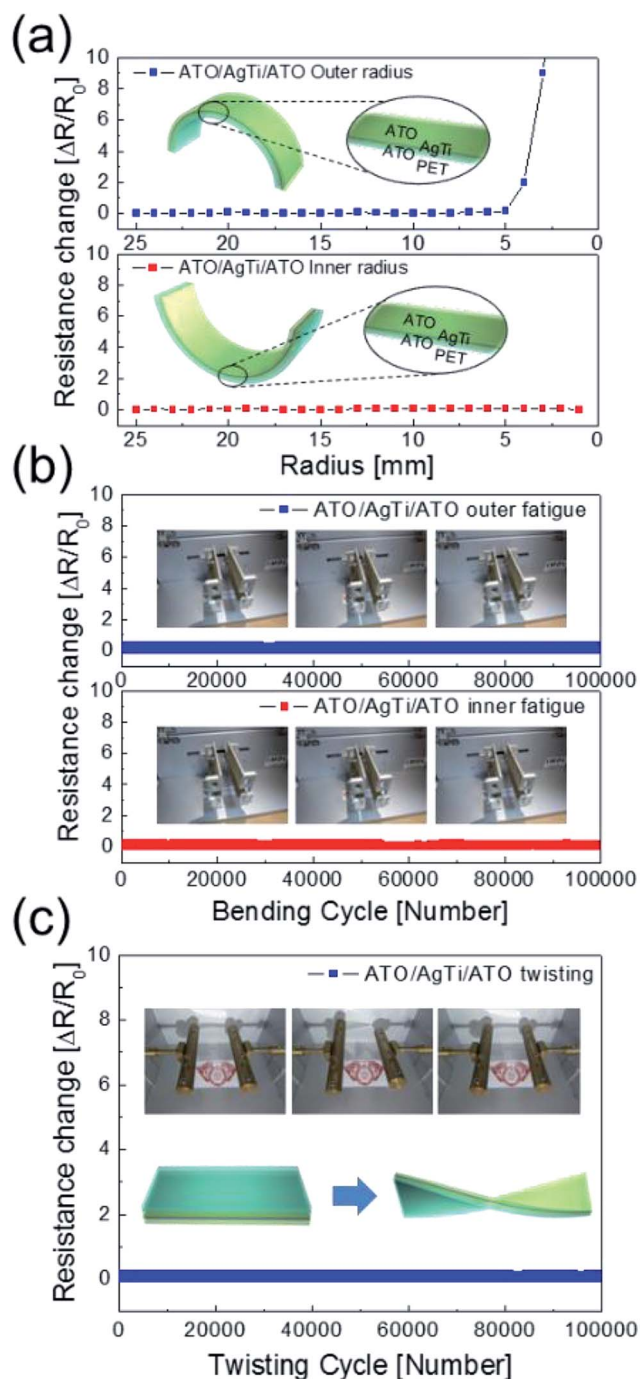 (a)
Resistance change [ΔR/R₀]
10
8
6
4
2
0
ATO/AgTi/ATO Outer radius
ATO
AgTi
ATO
PET
25
20
15
10
5
0
10
8
6
4
2
0
ATO/AgTi/ATO Inner radius
ATO
AgTi
ATO
PET
25
20
15
10
5
0
Radius [mm]
(b)
Resistance change [ΔR/R₀]
10
8
6
4
2
0
ATO/AgTi/ATO outer fatigue
0
20000
40000
60000
80000
100000
10
8
6
4
2
0
ATO/AgTi/ATO inner fatigue
0
20000
40000
60000
80000
100000
Bending Cycle [Number]
(c)
Resistance change [ΔR/R₀]
10
8
6
4
2
0
ATO/AgTi/ATO twisting
0
20000
40000
60000
80000
100000
Twisting Cycle [Number]